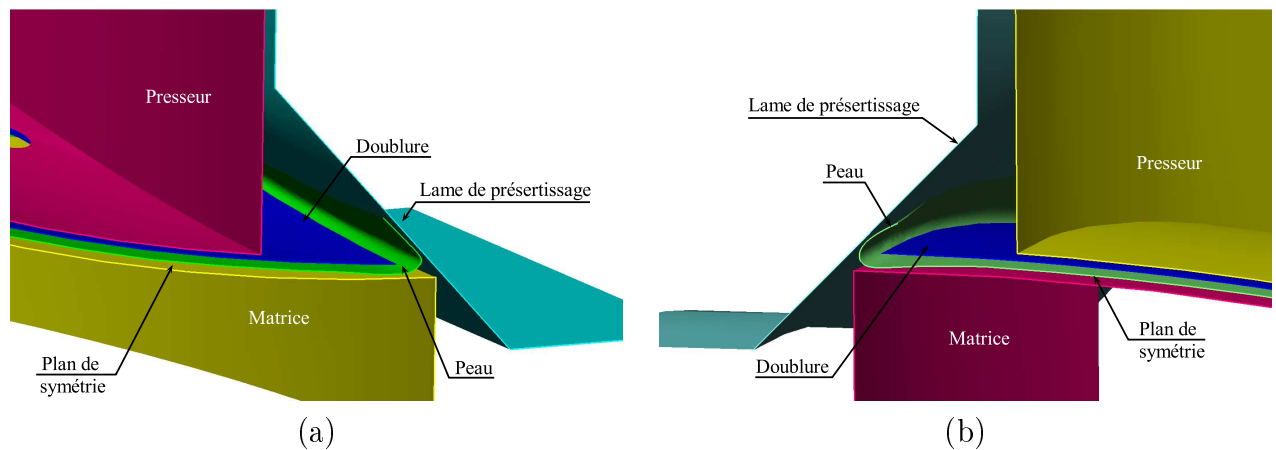 Presseur
Doublure
Lame de présertissage
Matrice
Plan de
symétrie
Peau
(a)
Lame de présertissage
Peau
Presseur
Matrice
Plan de
symétrie
Doublure
(b)